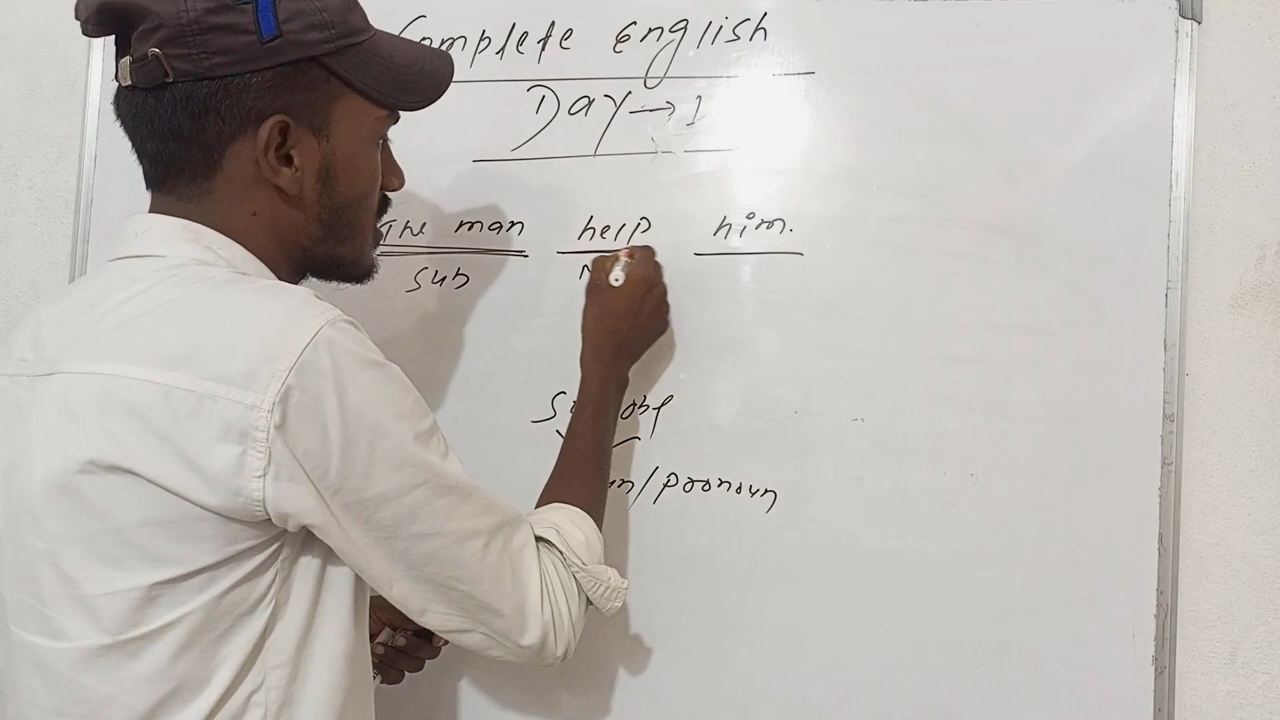 Complete English
Day → 1
The man help him.
Sub
/Pronoun